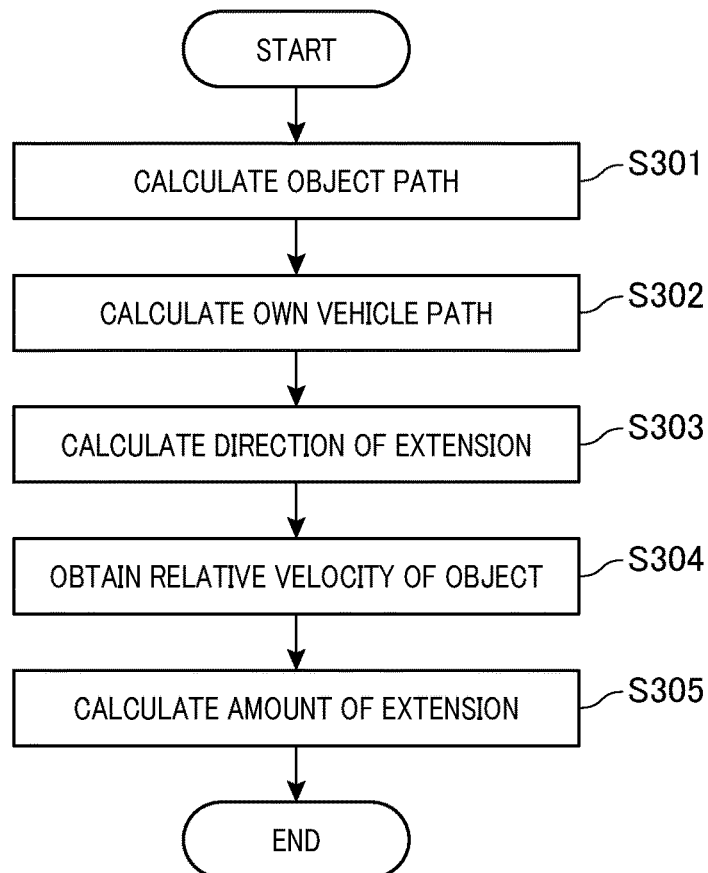 START
CALCULATE OBJECT PATH
S301
CALCULATE OWN VEHICLE PATH
S302
CALCULATE DIRECTION OF EXTENSION
S303
OBTAIN RELATIVE VELOCITY OF OBJECT
S304
CALCULATE AMOUNT OF EXTENSION
S305
END